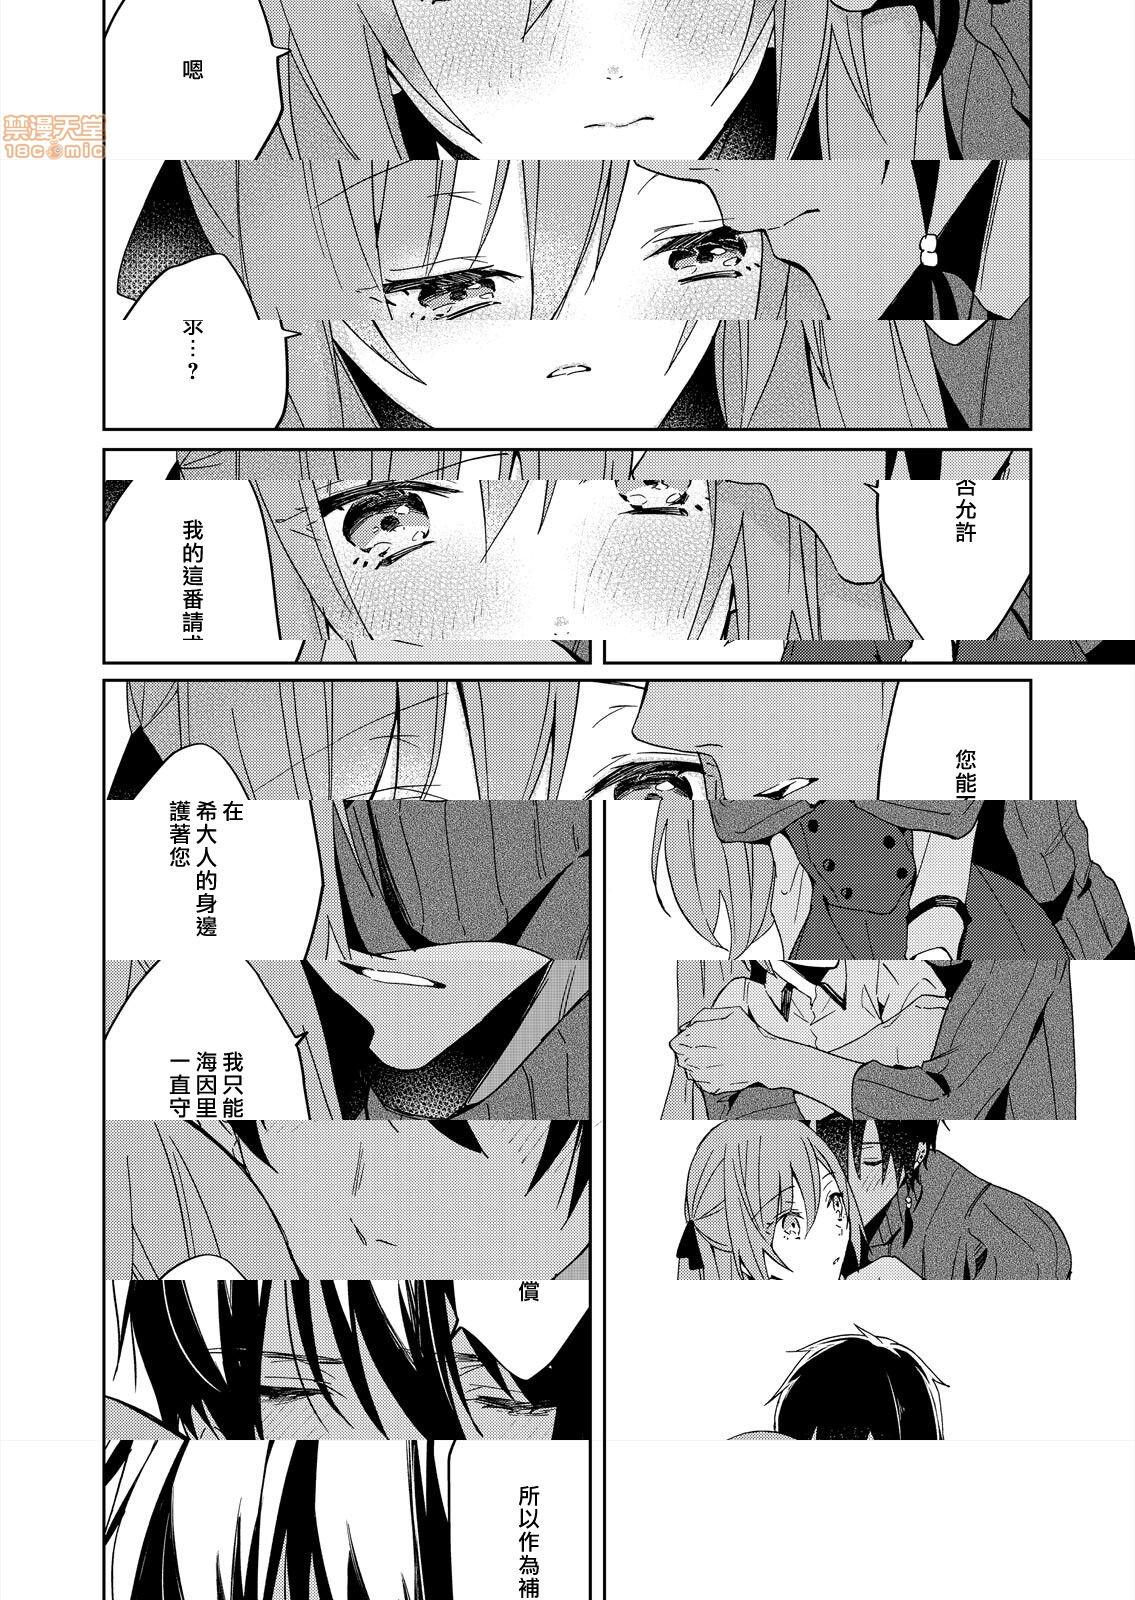 嗯
禁漫天堂
18comic
求…?
否允許
我的這番請求
您能否
在
希大人的身邊
護著您
我只能
海因里
一直守
償
所以作為補